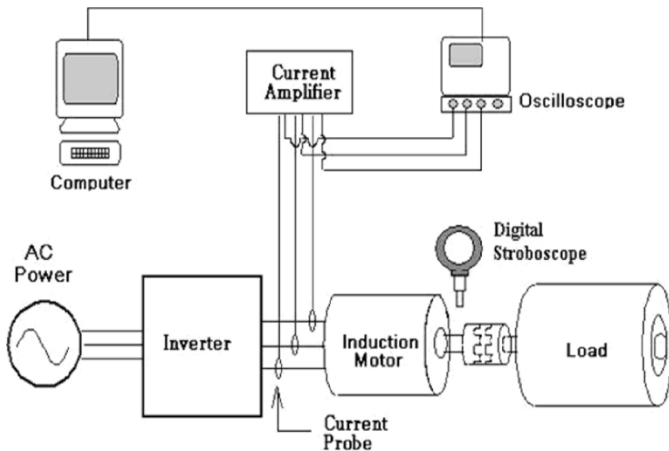 Current
Amplifier
Oscilloscope
Computer
Digital
Stroboscope
AC
Power
Inverter
Induction
Motor
Load
Current
Probe